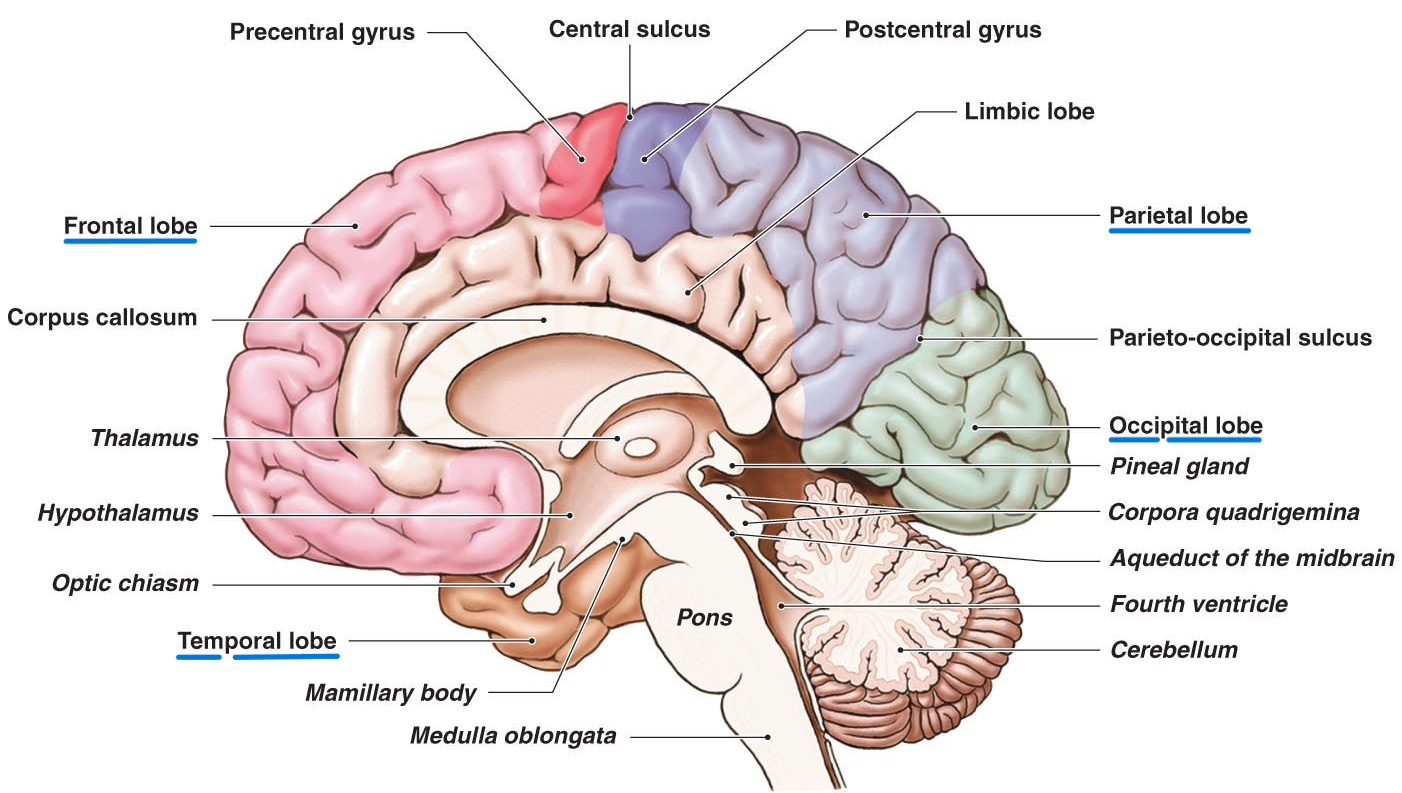 Precentral gyrus
Central sulcus
Postcentral gyrus
Limbic lobe
Frontal lobe
Parietal lobe
Corpus callosum
Parieto-occipital sulcus
Thalamus
Occipital lobe
Pineal gland
Hypothalamus
Corpora quadrigemina
Aqueduct of the midbrain
Optic chiasm
Fourth ventricle
Pons
Temporal lobe
Cerebellum
Mamillary body
Medulla oblongata